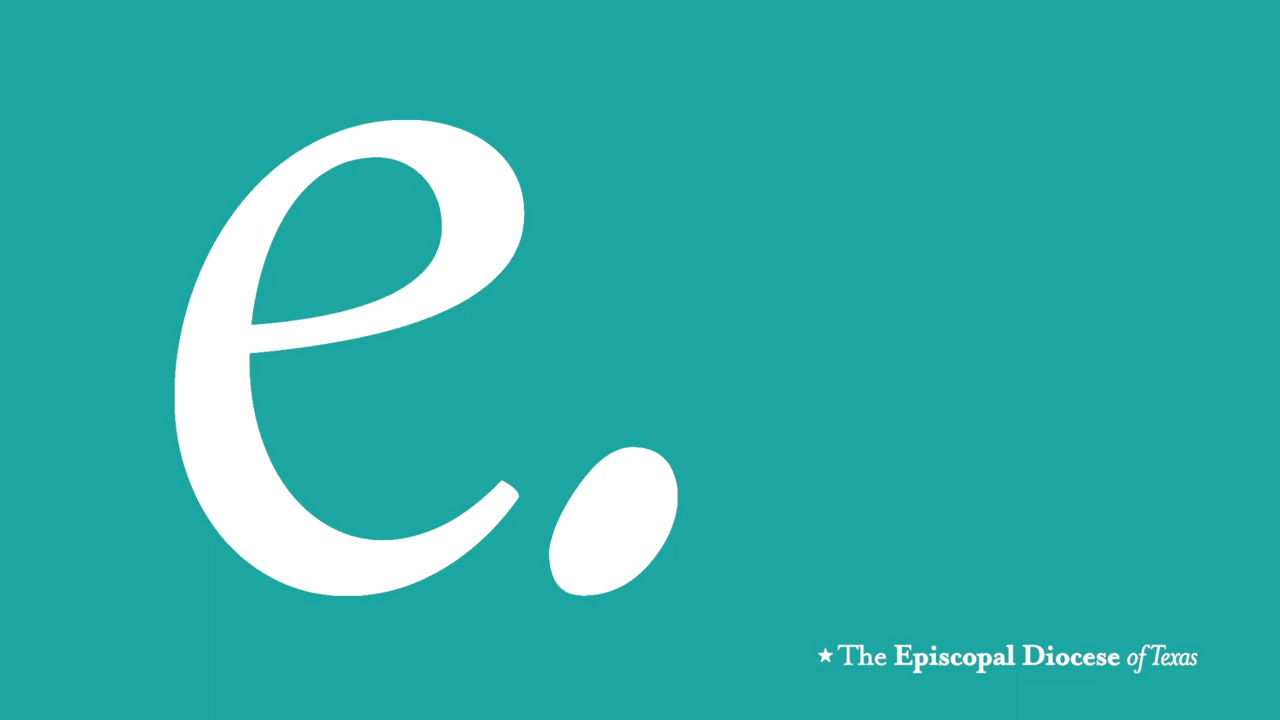 e.
★The Episcopal Diocese of Texas